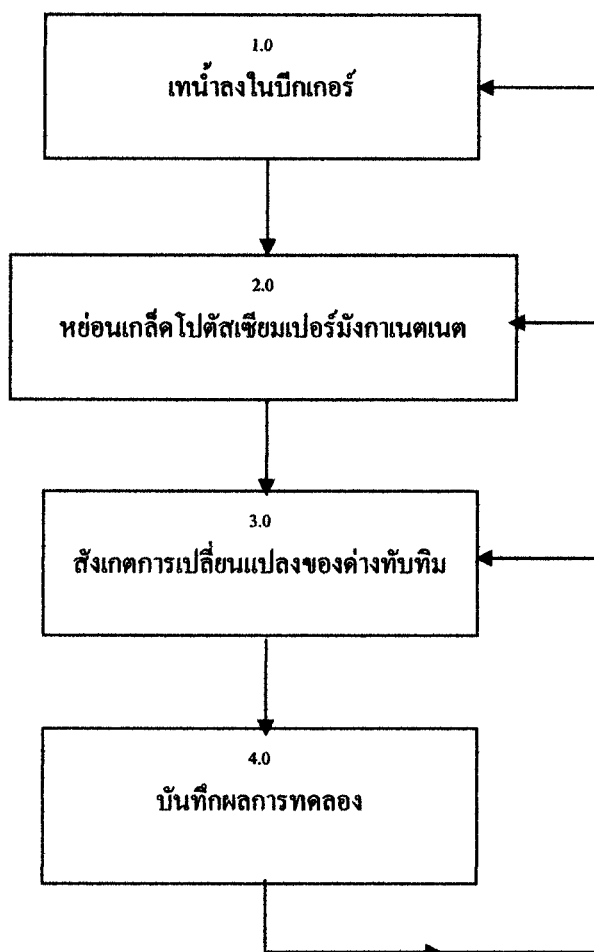 1.0
เทน้ำลงในบีกเกอร์
2.0
หย่อนเกล็ดโปตัสเซียมเปอร์มังกาเนตเนต
3.0
สังเกตการเปลี่ยนแปลงของด่างทับทิม
4.0
บันทึกผลการทดลอง